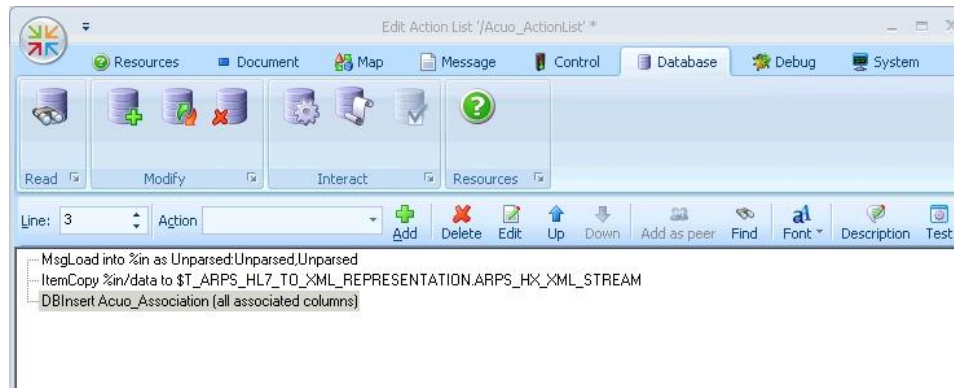 Edit Action List '/Acuo_ActionList' *
Resources Document Map Message Control Database Debug System
Read Modify Interact Resources
Line: 3 Action Add Delete Edit Up Down Add as peer Find Font Description Test
MsgLoad into %in as Unparsed:Unparsed,Unparsed
ItemCopy %in/data to $T_ARPS_HL7_TO_XML_REPRESENTATION.ARPS_HX_XML_STREAM
DBInsert Acuo_Association (all associated columns)